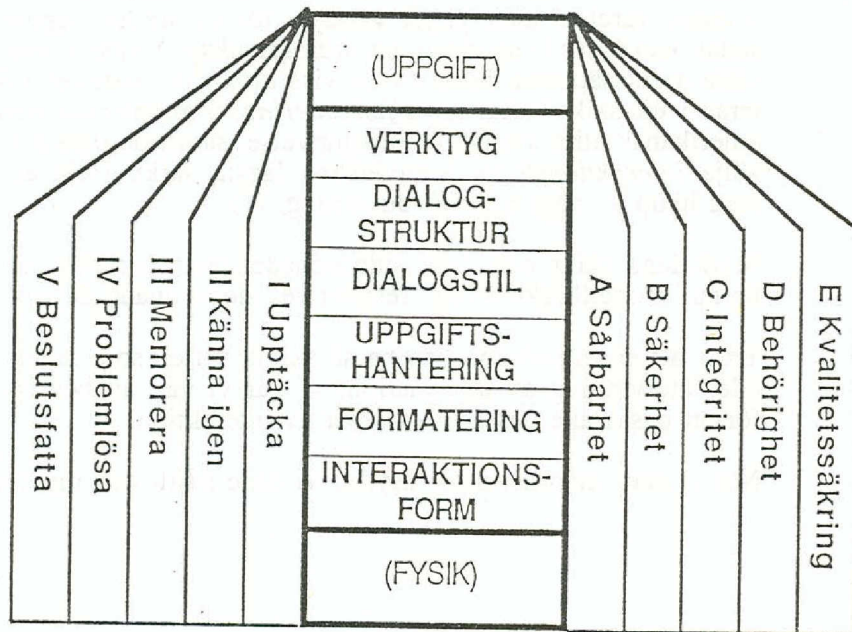 (UPPGIFT)
VERKTYG
DIALOG-
STRUKTUR
DIALOGSTIL
UPPGIFTS-
HANTERING
FORMATERING
INTERAKTIONS-
FORM
(FYSIK)
V Beslutsfatta
IV Problemlösa
III Memorera
II Känna igen
I Upptäcka
A Sårbarhet
B Säkerhet
C Integritet
D Behörighet
E Kvalitetssäkring